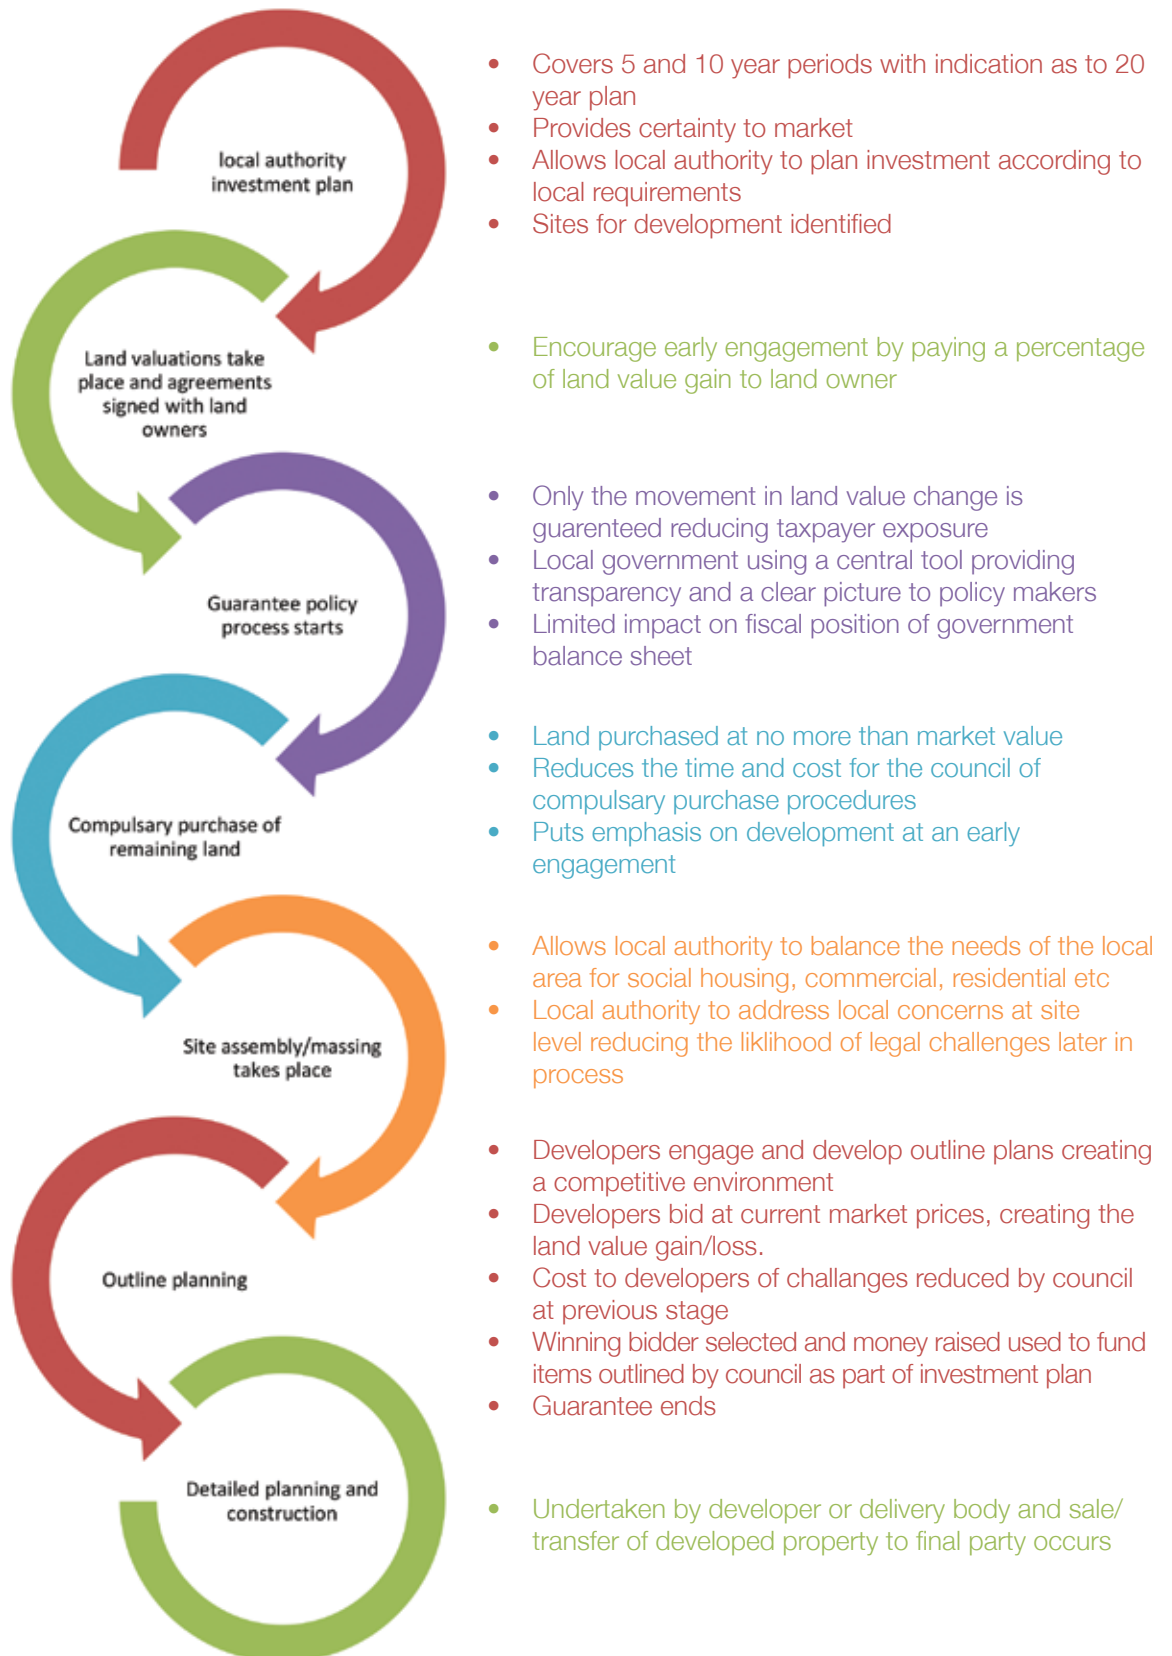 local authority
investment plan
• Covers 5 and 10 year periods with indication as to 20
year plan
• Provides certainty to market
• Allows local authority to plan investment according to
local requirements
• Sites for development identified
Land valuations take
place and agreements
signed with land
owners
• Encourage early engagement by paying a percentage
of land value gain to land owner
Guarantee policy
process starts
• Only the movement in land value change is
guarenteed reducing taxpayer exposure
• Local government using a central tool providing
transparency and a clear picture to policy makers
• Limited impact on fiscal position of government
balance sheet
Compulsary purchase of
remaining land
• Land purchased at no more than market value
• Reduces the time and cost for the council of
compulsary purchase procedures
• Puts emphasis on development at an early
engagement
Site assembly/massing
takes place
• Allows local authority to balance the needs of the local
area for social housing, commercial, residential etc
• Local authority to address local concerns at site
level reducing the liklihood of legal challenges later in
process
Outline planning
• Developers engage and develop outline plans creating
a competitive environment
• Developers bid at current market prices, creating the
land value gain/loss.
• Cost to developers of challanges reduced by council
at previous stage
• Winning bidder selected and money raised used to fund
items outlined by council as part of investment plan
• Guarantee ends
Detailed planning and
construction
• Undertaken by developer or delivery body and sale/
transfer of developed property to final party occurs